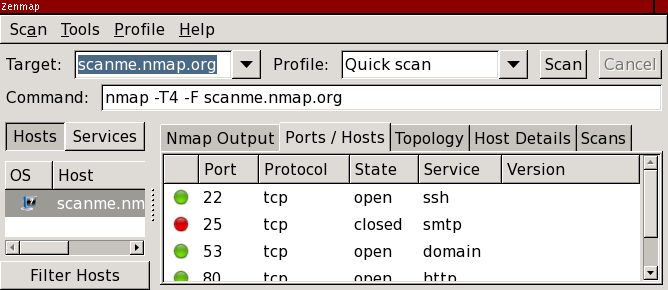 Zenmap
Scan Tools Profile Help
Target: scanme.nmap.org Profile: Quick scan Scan Cancel
Command: nmap -T4 -F scanme.nmap.org
Hosts Services
Nmap Output Ports / Hosts Topology Host Details Scans
OS Host
scanme.nm
Filter Hosts
Port Protocol State Service Version
22 tcp open ssh
25 tcp closed smtp
53 tcp open domain
80 tcp open http